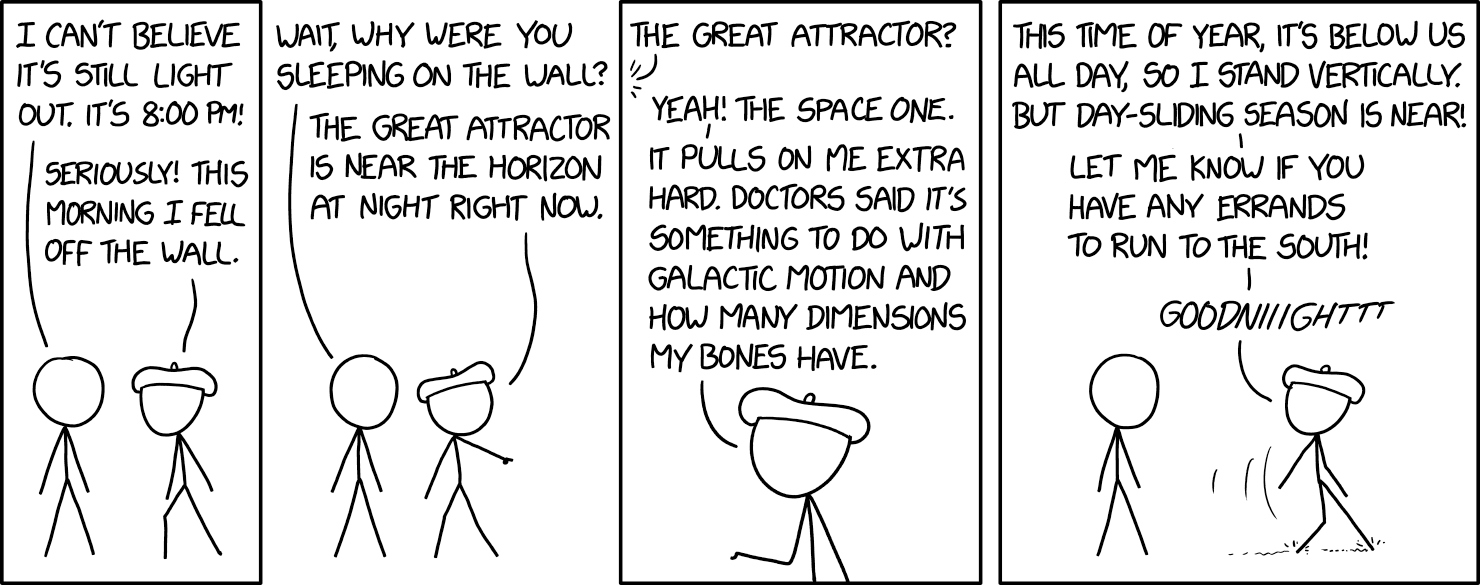 I CAN'T BELIEVE
IT'S STILL LIGHT
OUT. IT'S 8:00 PM!
SERIOUSLY! THIS
MORNING I FELL
OFF THE WALL.
WAIT, WHY WERE YOU
SLEEPING ON THE WALL?
THE GREAT ATTRACTOR
IS NEAR THE HORIZON
AT NIGHT RIGHT NOW.
THE GREAT ATTRACTOR?
YEAH! THE SPACE ONE.
IT PULLS ON ME EXTRA
HARD. DOCTORS SAID IT'S
SOMETHING TO DO WITH
GALACTIC MOTION AND
HOW MANY DIMENSIONS
MY BONES HAVE.
THIS TIME OF YEAR, IT'S BELOW US
ALL DAY, SO I STAND VERTICALLY.
BUT DAY-SLIDING SEASON IS NEAR!
LET ME KNOW IF YOU
HAVE ANY ERRANDS
TO RUN TO THE SOUTH!
GOODNIIIGHTTT